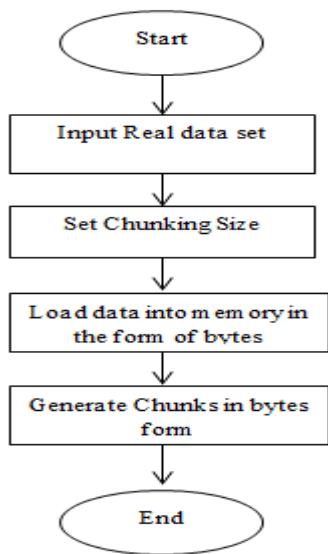 Start
Input Real data set
Set Chunking Size
Load data into memory in
the form of bytes
Generate Chunks in bytes
form
End